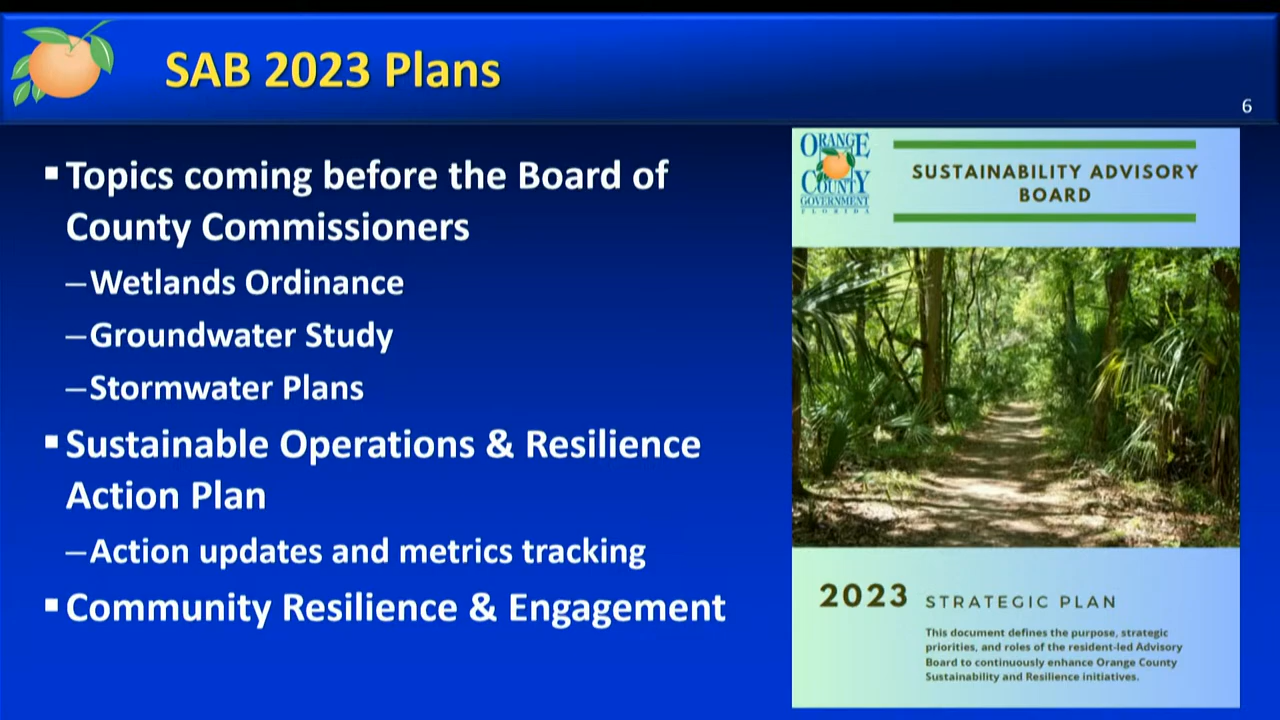 SAB 2023 Plans
6
▪ Topics coming before the Board of
County Commissioners
–Wetlands Ordinance
–Groundwater Study
–Stormwater Plans
▪ Sustainable Operations & Resilience
Action Plan
–Action updates and metrics tracking
▪ Community Resilience & Engagement
ORANGE
COUNTY
GOVERNMENT
FLORIDA
SUSTAINABILITY ADVISORY
BOARD
2023 STRATEGIC PLAN
This document defines the purpose, strategic
priorities, and roles of the resident-led Advisory
Board to continuously enhance Orange County
Sustainability and Resilience initiatives.